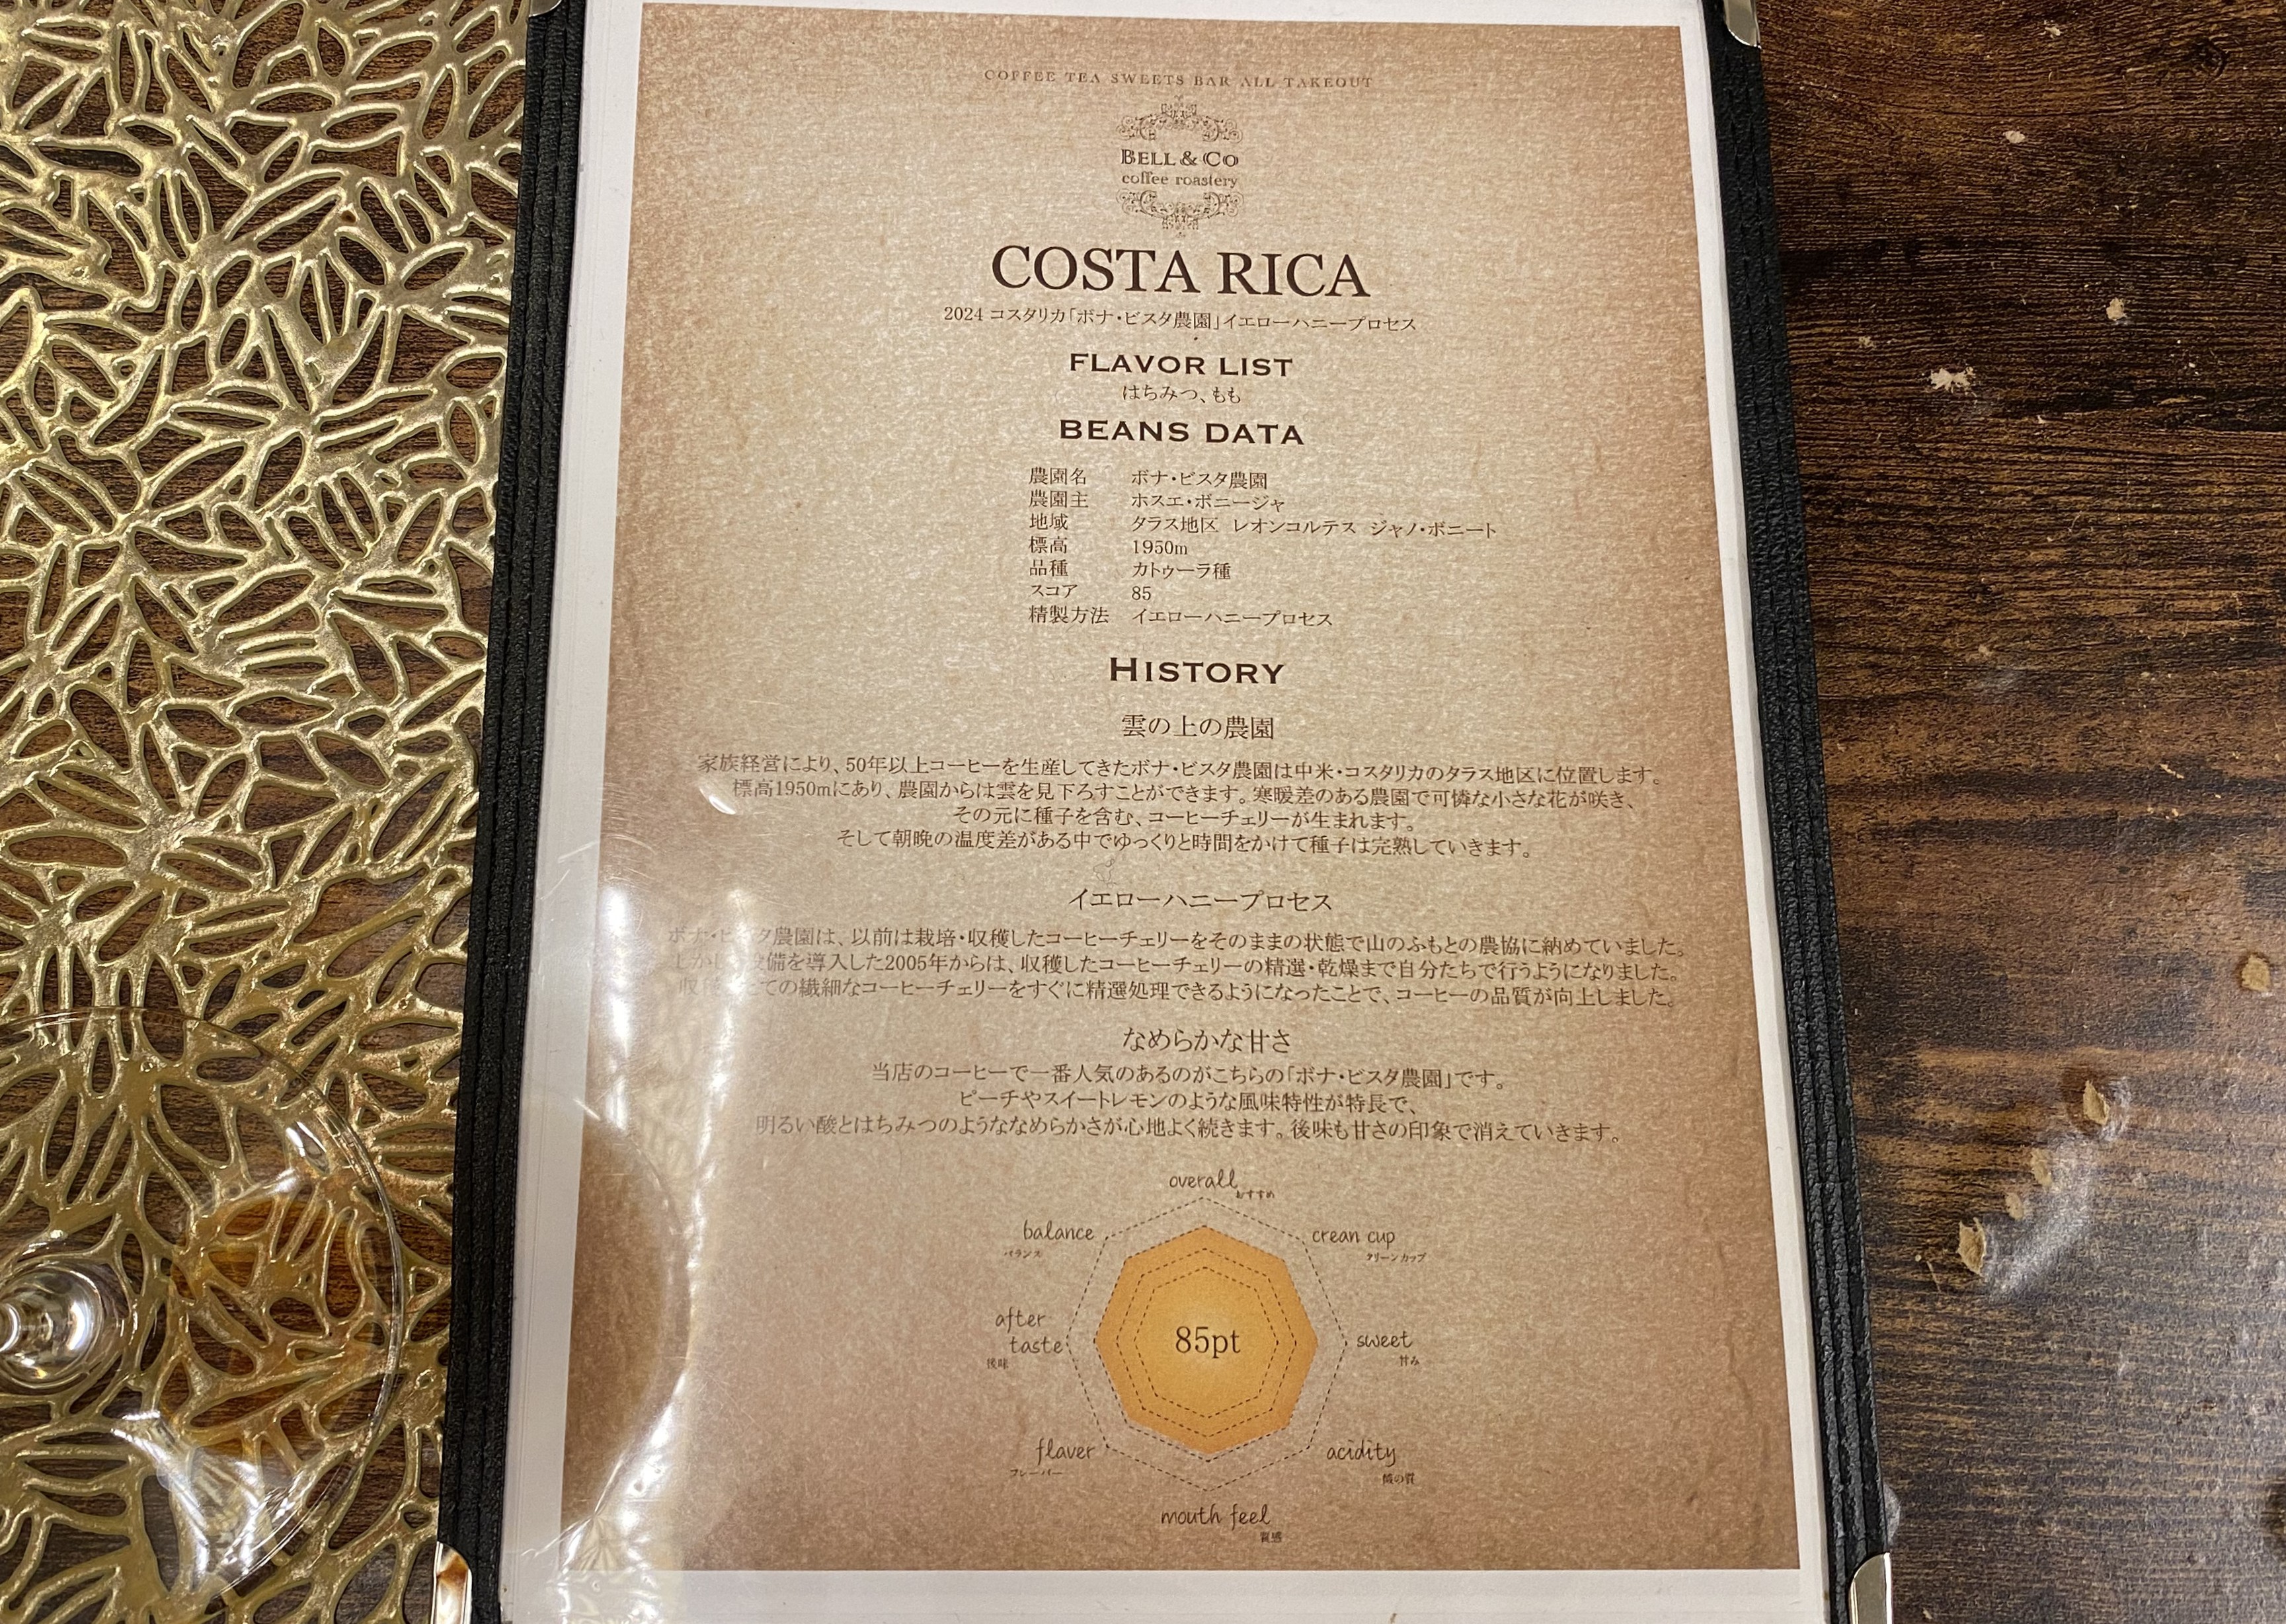 COFFEE TEA SWEETS BAR ALL TAKEOUT
BELL & CO
coffee roastery
COSTA RICA
2024 コスタリカ「ボナ・ビスタ農園」イエローハニープロセス
FLAVOR LIST
はちみつ、もも
BEANS DATA
農園名 ボナ・ビスタ農園
農園主 ホスエ・ボニージャ
地域 タラス地区 レオンコルテス ジャノ・ボニート
標高 1950m
品種 カトゥーラ種
スコア 85
精製方法 イエローハニープロセス
HISTORY
雲の上の農園
家族経営により、50年以上コーヒーを生産してきたボナ・ビスタ農園は中米・コスタリカのタラス地区に位置します。
標高1950mにあり、農園からは雲を見下ろすことができます。寒暖差のある農園で可憐な小さな花が咲き、
その元に種子を含む、コーヒーチェリーが生まれます。
そして朝晩の温度差がある中でゆっくりと時間をかけて種子は完熟していきます。
イエローハニープロセス
ボナ・ビスタ農園は、以前は栽培・収穫したコーヒーチェリーをそのままの状態で山のふもとの農協に納めていました。
しかし設備を導入した2005年からは、収穫したコーヒーチェリーの精選・乾燥まで自分たちで行うようになりました。
収穫したての繊細なコーヒーチェリーをすぐに精選処理できるようになったことで、コーヒーの品質が向上しました。
なめらかな甘さ
当店のコーヒーで一番人気のあるのがこちらの「ボナ・ビスタ農園」です。
ピーチやスイートレモンのような風味特性が特長で、
明るい酸とはちみつのようななめらかさが心地よく続きます。後味も甘さの印象で消えていきます。
overall
おすすめ
balance
バランス
crean cup
クリーンカップ
after
taste
後味
85pt
sweet
甘み
flaver
フレーバー
acidity
酸の質
mouth feel
質感